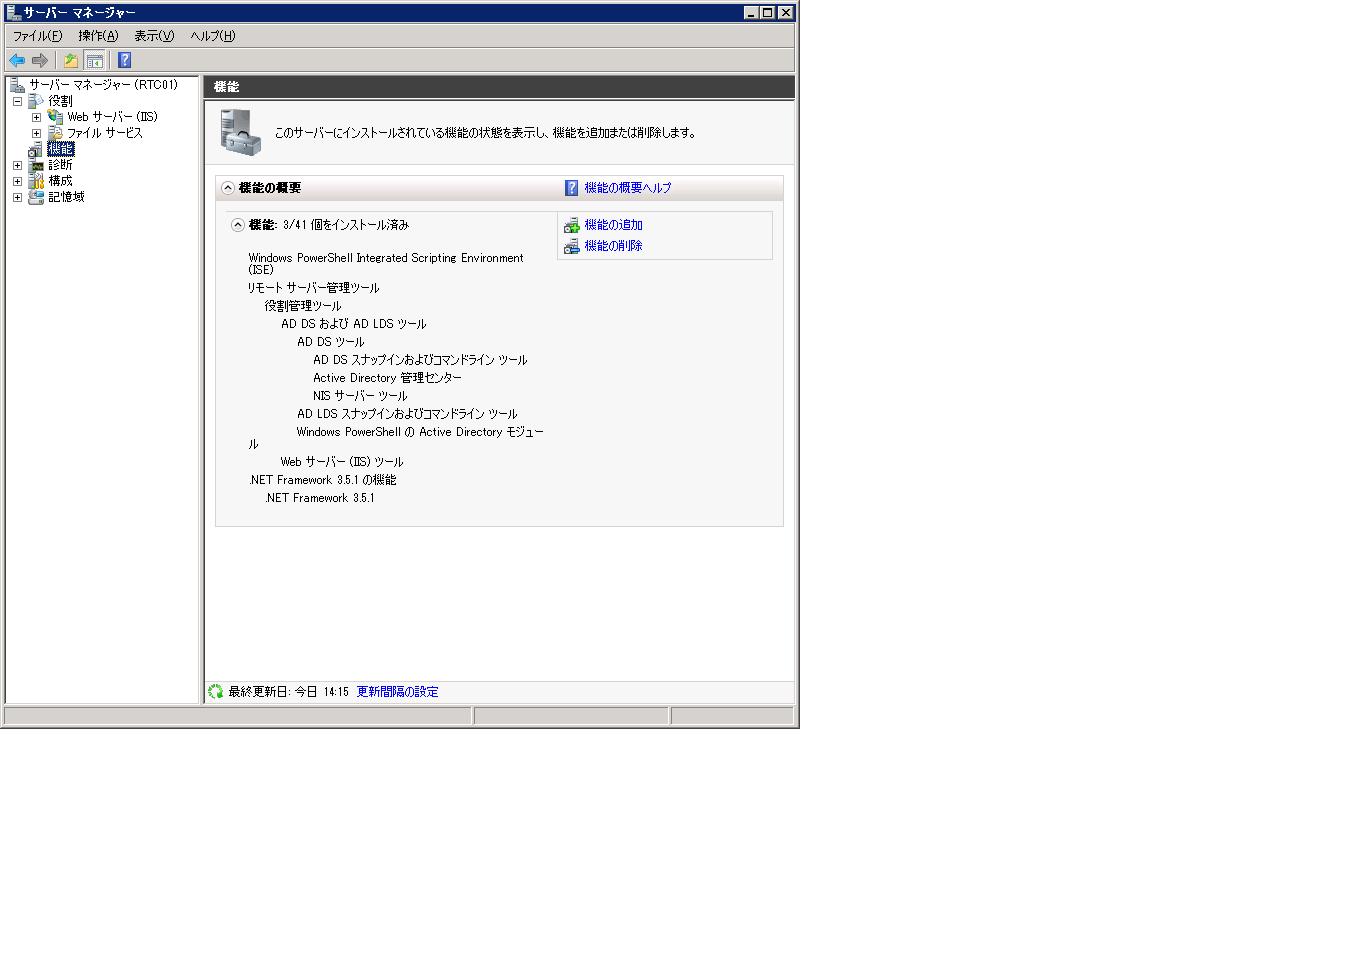 サーバー マネージャー
ファイル(F) 操作(A) 表示(V) ヘルプ(H)
サーバー マネージャー (RTC01)
役割
Web サーバー (IIS)
ファイル サービス
機能
診断
構成
記憶域
機能
このサーバーにインストールされている機能の状態を表示し、機能を追加または削除します。
機能の概要
機能の概要ヘルプ
機能: 3/41 個をインストール済み
機能の追加
機能の削除
Windows PowerShell Integrated Scripting Environment
(ISE)
リモート サーバー管理ツール
役割管理ツール
AD DS および AD LDS ツール
AD DS ツール
AD DS スナップインおよびコマンドライン ツール
Active Directory 管理センター
NIS サーバー ツール
AD LDS スナップインおよびコマンドライン ツール
Windows PowerShell の Active Directory モジュー
ル
Web サーバー (IIS) ツール
.NET Framework 3.5.1 の機能
.NET Framework 3.5.1
最終更新日: 今日 14:15 更新間隔の設定